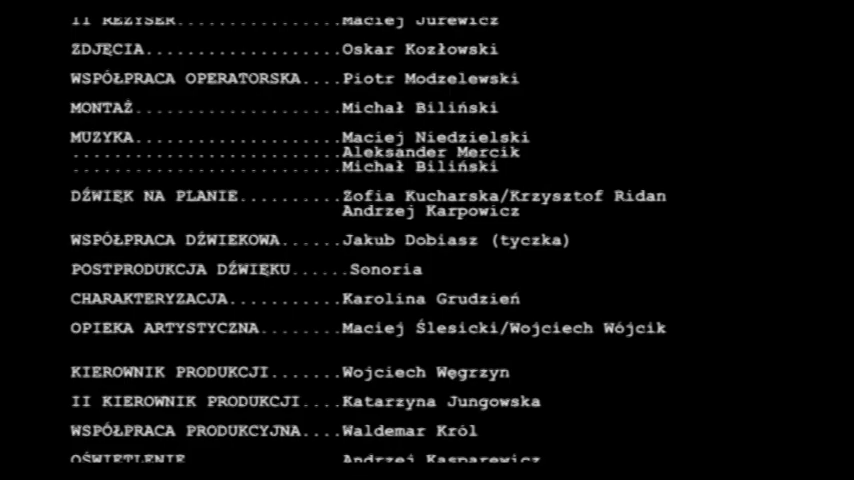 II REŻYSER................Maciej Jurewicz
ZDJĘCIA...................Oskar Kozłowski
WSPÓŁPRACA OPERATORSKA....Piotr Modzelewski
MONTAŻ....................Michał Biliński
MUZYKA....................Maciej Niedzielski
..........................Aleksander Mercik
..........................Michał Biliński
DŹWIĘK NA PLANIE..........Zofia Kucharska/Krzysztof Ridan
Andrzej Karpowicz
WSPÓŁPRACA DŹWIEKOWA......Jakub Dobiasz (tyczka)
POSTPRODUKCJA DŹWIĘKU......Sonoria
CHARAKTERYZACJA...........Karolina Grudzień
OPIEKA ARTYSTYCZNA........Maciej Ślesicki/Wojciech Wójcik
KIEROWNIK PRODUKCJI.......Wojciech Węgrzyn
II KIEROWNIK PRODUKCJI....Katarzyna Jungowska
WSPÓŁPRACA PRODUKCYJNA....Waldemar Król
OŚWIETLENIE Andrzej Kasparewicz